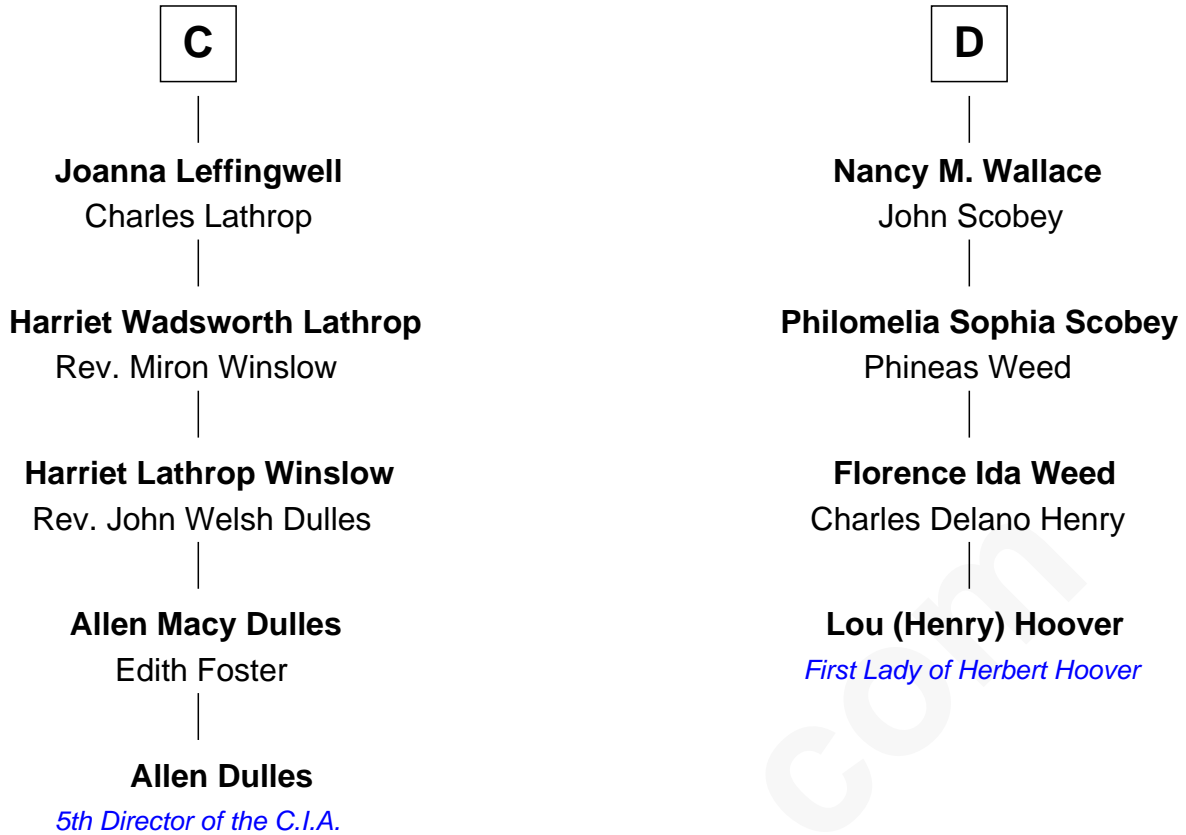 C
Joanna Leffingwell
Charles Lathrop
Harriet Wadsworth Lathrop
Rev. Miron Winslow
Harriet Lathrop Winslow
Rev. John Welsh Dulles
Allen Macy Dulles
Edith Foster
Allen Dulles
5th Director of the C.I.A.
D
Nancy M. Wallace
John Scobey
Philomelia Sophia Scobey
Phineas Weed
Florence Ida Weed
Charles Delano Henry
Lou (Henry) Hoover
First Lady of Herbert Hoover
com